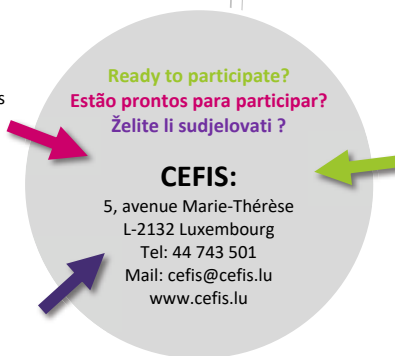 Ready to participate?
s
Estão prontos para participar?
Želite li sudjelovati ?
CEFIS:
5, avenue Marie-Thérèse
L-2132 Luxembourg
Tel: 44 743 501
Mail: cefis@cefis.lu
www.cefis.lu